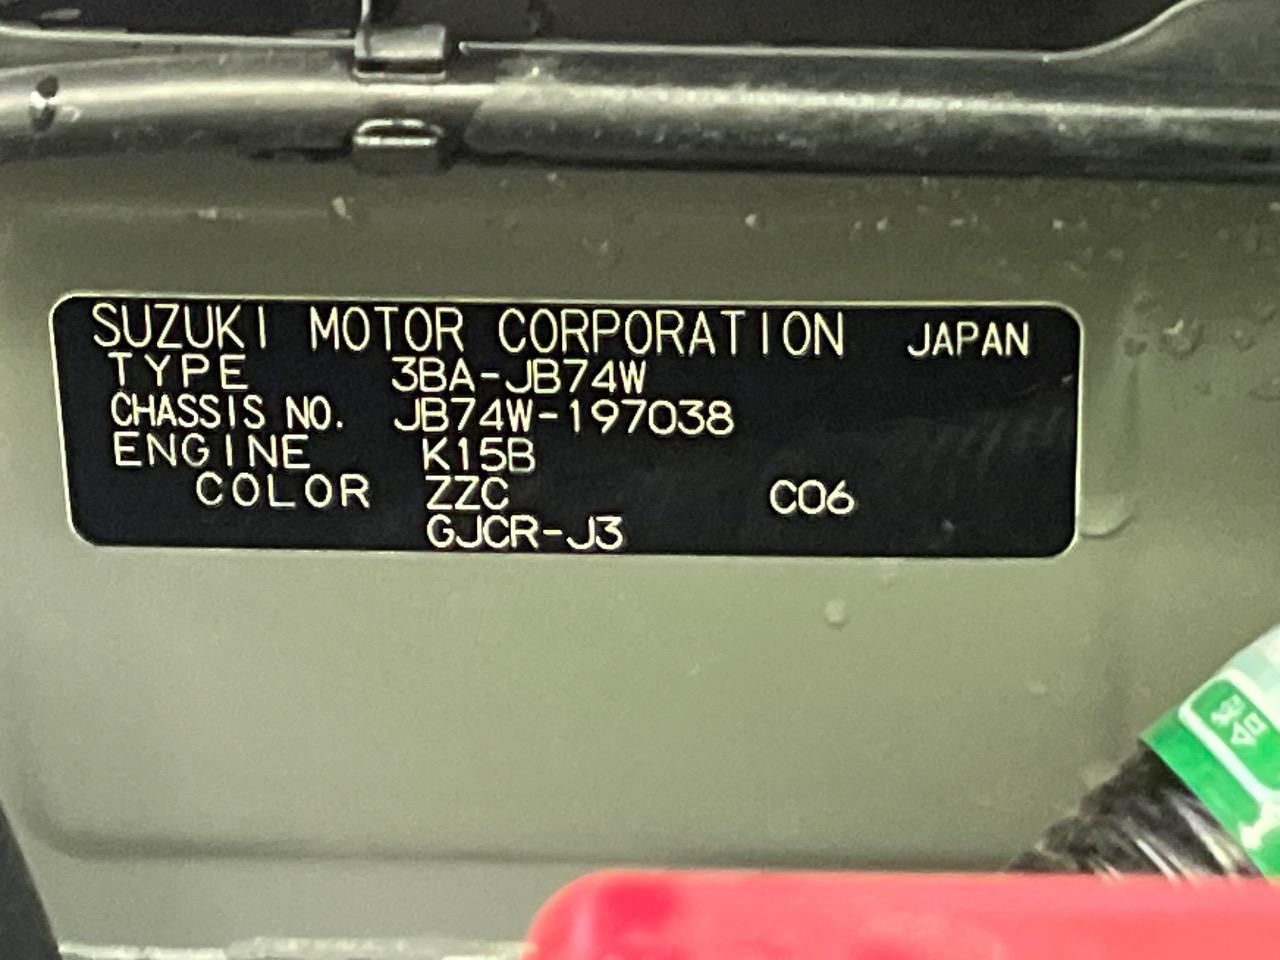 SUZUKI MOTOR CORPORATION JAPAN
TYPE 3BA-JB74W
CHASSIS NO. JB74W-197038
ENGINE K15B
COLOR ZZC C06
GJCR-J3